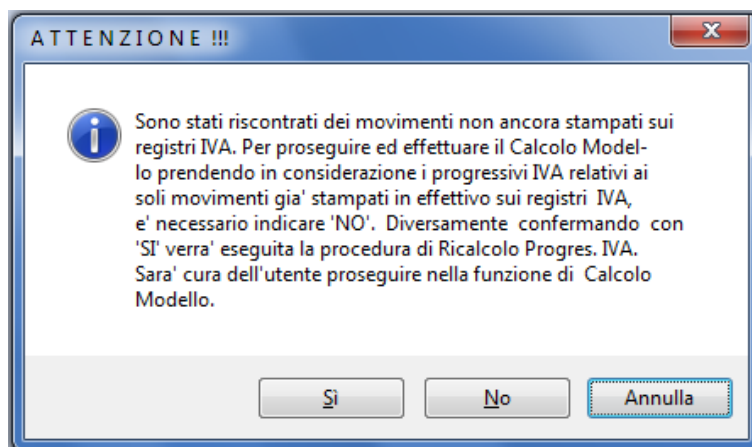 A T T E N Z I O N E !!!
Sono stati riscontrati dei movimenti non ancora stampati sui
registri IVA. Per proseguire ed effettuare il Calcolo Model-
lo prendendo in considerazione i progressivi IVA relativi ai
soli movimenti gia' stampati in effettivo sui registri  IVA,
e' necessario indicare 'NO'.  Diversamente  confermando  con
'SI' verra' eseguita la procedura di Ricalcolo Progres. IVA.
Sara' cura dell'utente proseguire nella funzione di  Calcolo
Modello.
Sì
No
Annulla